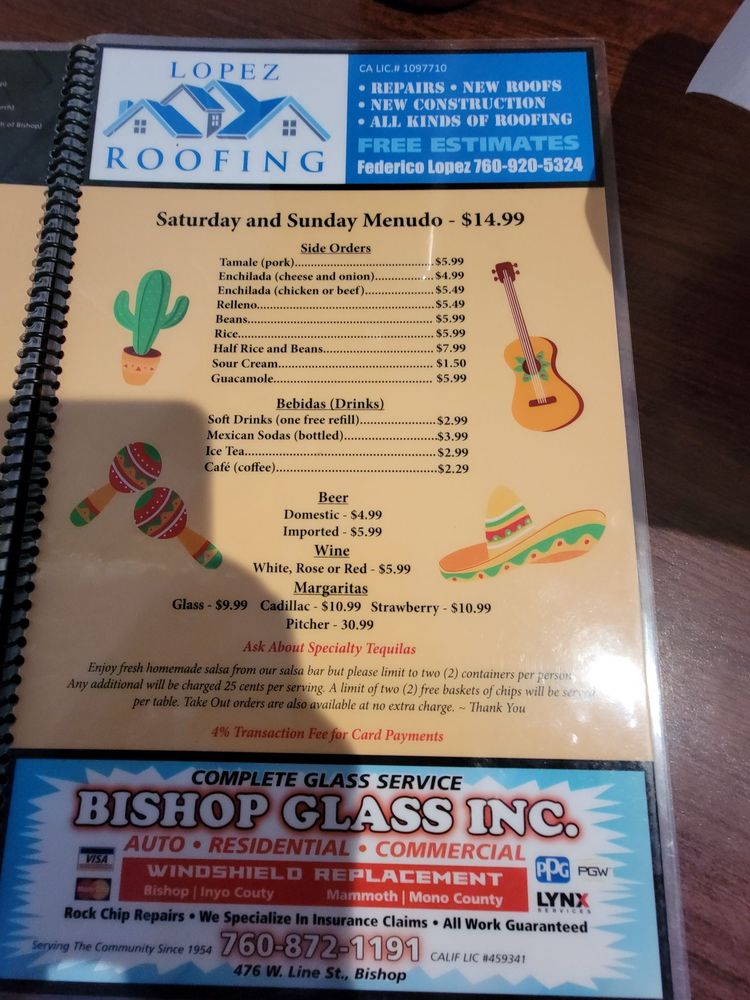 h of Bishop)
LOPEZ
ROOFING
CA LIC.# 1097710
• REPAIRS • NEW ROOFS
• NEW CONSTRUCTION
• ALL KINDS OF ROOFING
FREE ESTIMATES
Federico Lopez 760-920-5324
Saturday and Sunday Menudo - $14.99
Side Orders
Tamale (pork)..........$5.99
Enchilada (cheese and onion)..........$4.99
Enchilada (chicken or beef)..........$5.49
Relleno..........$5.49
Beans..........$5.99
Rice..........$5.99
Half Rice and Beans..........$7.99
Sour Cream..........$1.50
Guacamole..........$5.99
Bebidas (Drinks)
Soft Drinks (one free refill)..........$2.99
Mexican Sodas (bottled)..........$3.99
Ice Tea..........$2.99
Café (coffee)..........$2.29
Beer
Domestic - $4.99
Imported - $5.99
Wine
White, Rose or Red - $5.99
Margaritas
Glass - $9.99 Cadillac - $10.99 Strawberry - $10.99
Pitcher - 30.99
Ask About Specialty Tequilas
Enjoy fresh homemade salsa from our salsa bar but please limit to two (2) containers per person.
Any additional will be charged 25 cents per serving. A limit of two (2) free baskets of chips will be served
per table. Take Out orders are also available at no extra charge. ~ Thank You
4% Transaction Fee for Card Payments
COMPLETE GLASS SERVICE
BISHOP GLASS INC.
AUTO • RESIDENTIAL • COMMERCIAL
VISA
WINDSHIELD REPLACEMENT
Bishop | Inyo Couty Mammoth | Mono County
PPG PGW
LYNX
SERVICES
Rock Chip Repairs • We Specialize In Insurance Claims • All Work Guaranteed
Serving The Community Since 1954 760-872-1191 CALIF LIC #459341
476 W. Line St., Bishop